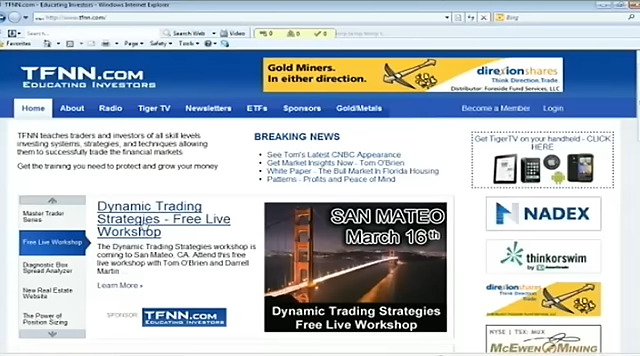 TFNN.com - Educating Investors - Windows Internet Explorer
http://www.tfnn.com/
Bing
Search Web
Video
Favorites
Page
Safety
Tools
TFNN.COM
EDUCATING INVESTORS
Gold Miners.
In either direction.
direxionshares
Think Direction. Trade Direxion.
Distributor: Foreside Fund Services, LLC
Home
About
Radio
Tiger TV
Newsletters
ETFs
Sponsors
Gold/Metals
Become a Member
Login
TFNN teaches traders and investors of all skill levels
investing systems, strategies, and techniques allowing
them to successfully trade the financial markets.
Get the training you need to protect and grow your money
BREAKING NEWS
See Tom's Latest CNBC Appearance
Get Market Insights Now - Tom O'Brien
White Paper - The Bull Market In Florida Housing
Patterns - Profits and Peace of Mind
Get TigerTV on your handheld - CLICK
HERE
Master Trader
Series
Free Live Workshop
Diagnostic Box
Spread Analyzer
New Real Estate
Website
The Power of
Position Sizing
Dynamic Trading
Strategies - Free Live
Workshop
The Dynamic Trading Strategies workshop is
coming to San Mateo, CA. Attend this free
live workshop with Tom O'Brien and Darrell
Martin
Learn More
SPONSOR:
TFNN.COM
EDUCATING INVESTORS
SAN MATEO
March 16th
Dynamic Trading Strategies
Free Live Workshop
NADEX
thinkorswim
direxionshares
NYSE | TSX: MUX
MCEWEN MINING